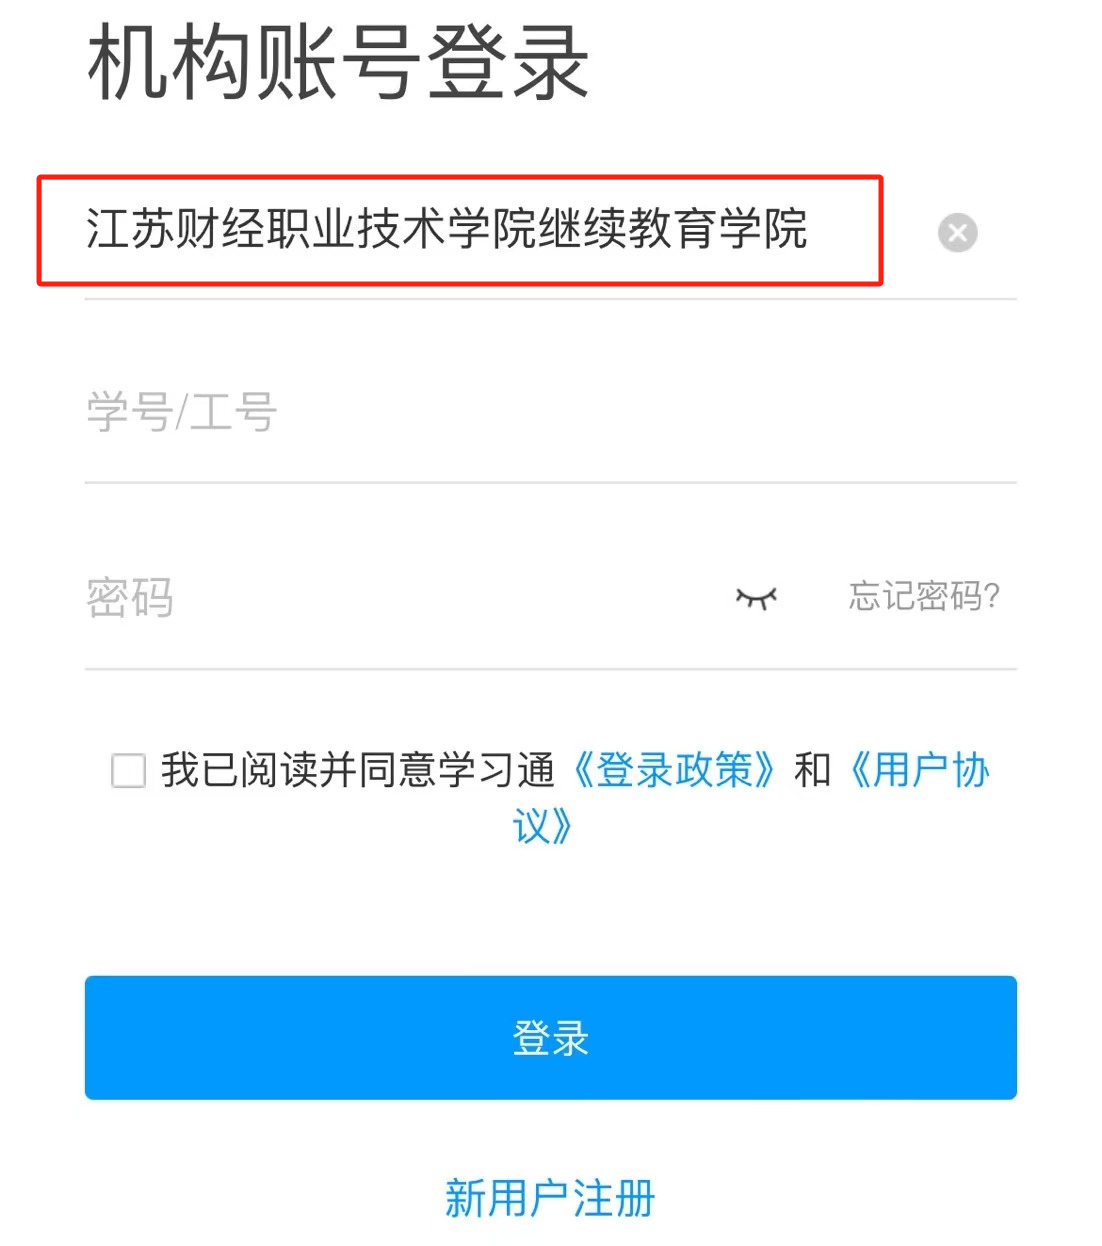 机构账号登录
江苏财经职业技术学院继续教育学院
学号/工号
密码 忘记密码?
我已阅读并同意学习通《登录政策》和《用户协
议》
登录
新用户注册